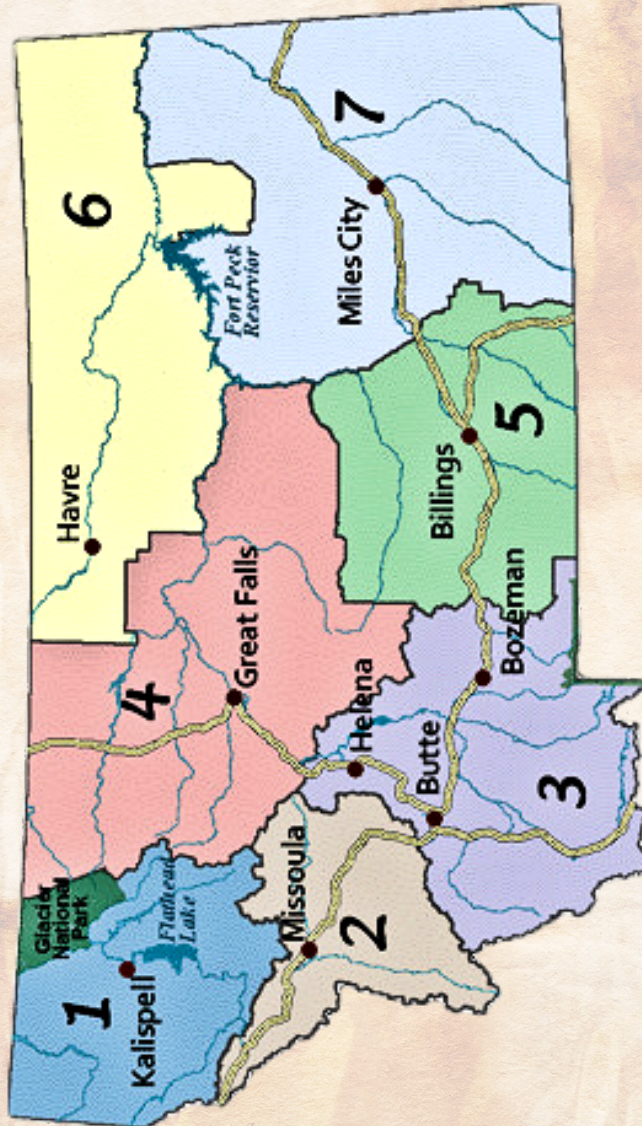 1
Kalispell
Glacier
National
Park
Flathead
Lake
2
Missoula
3
Butte
Helena
Bozeman
4
Great Falls
5
Billings
6
Havre
Fort Peck
Reservior
7
Miles City